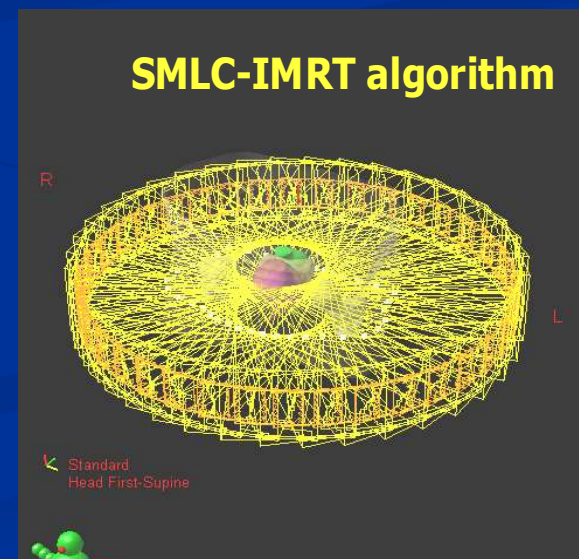 SMLC-IMRT algorithm
R
L
Standard
Head First-Supine